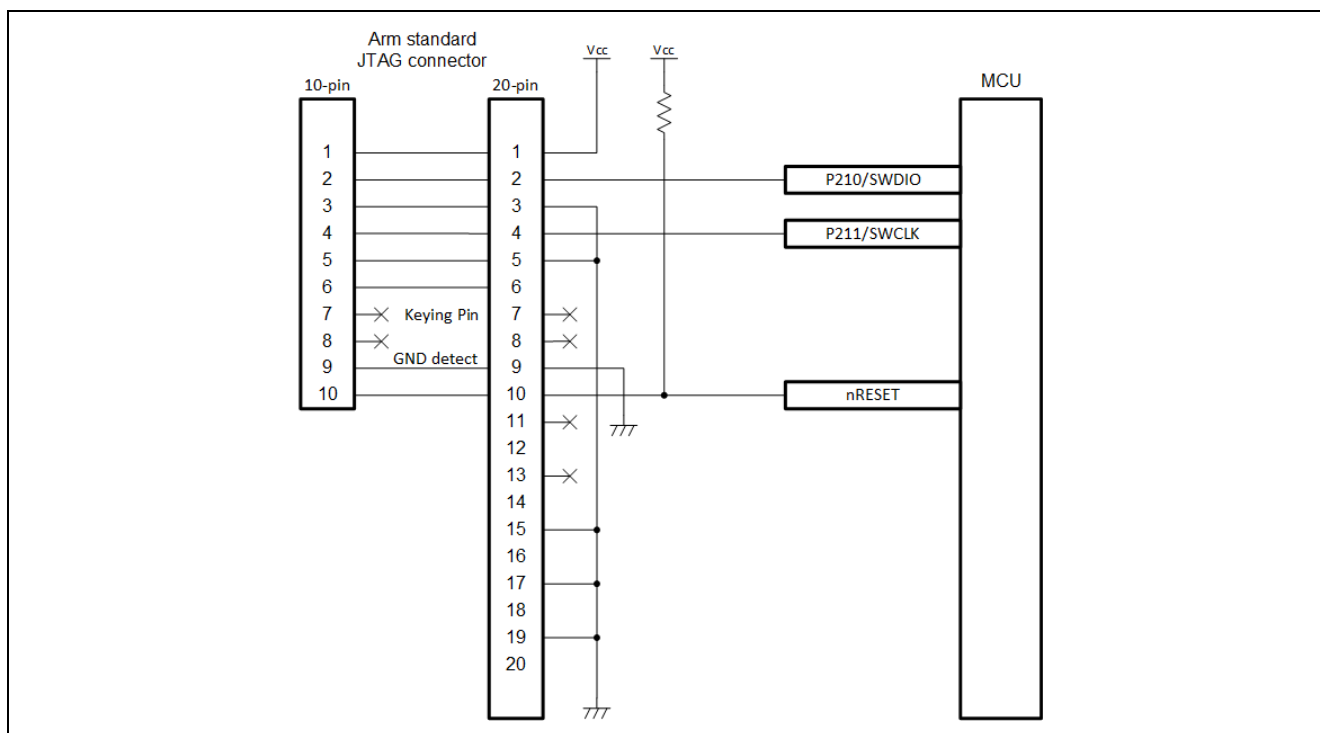 Arm standard
JTAG connector
10-pin
20-pin
Vcc
Vcc
MCU
1
1
2
2
P210/SWDIO
3
3
4
4
P211/SWCLK
5
5
6
6
7
Keying Pin
7
8
8
GND detect
9
9
10
10
nRESET
11
12
13
14
15
16
17
18
19
20